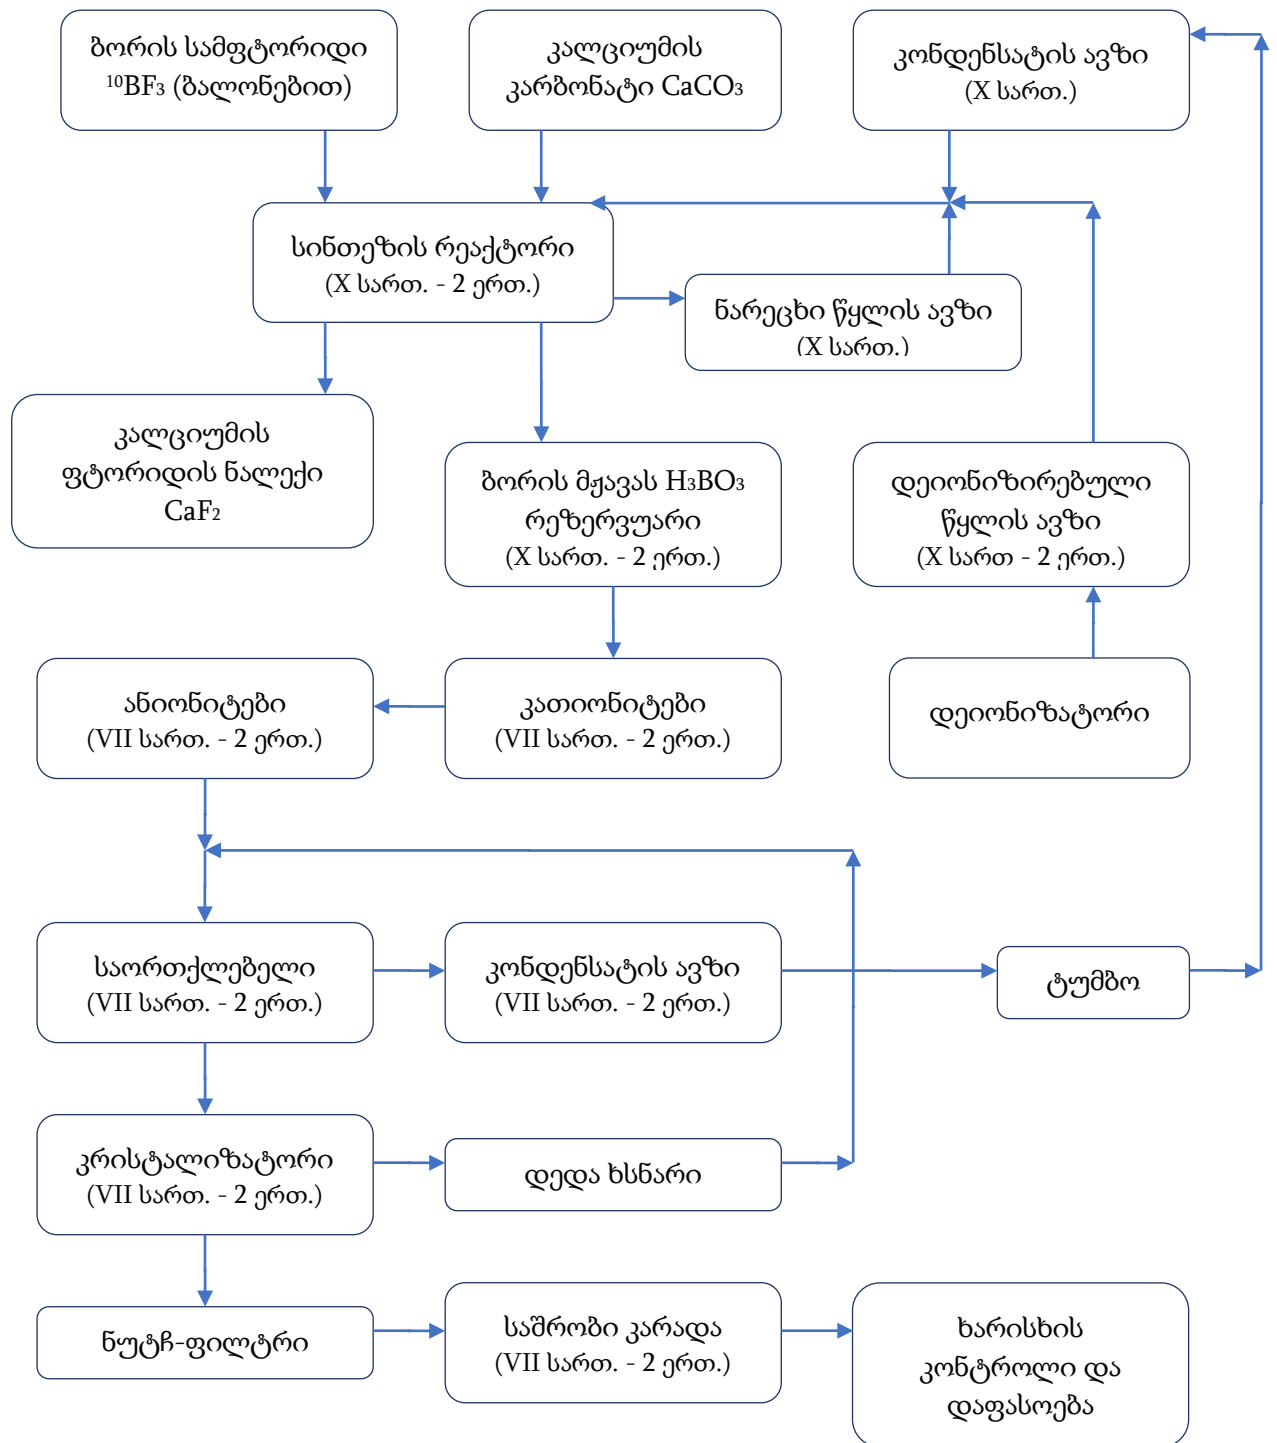 ბორის სამფტორიდი
¹⁰BF₃ (ბალონებით)
კალციუმის
კარბონატი CaCO₃
კონდენსატის ავზი
(X სართ.)
სინთეზის რეაქტორი
(X სართ. - 2 ერთ.)
ნარეცხი წყლის ავზი
(X სართ.)
კალციუმის
ფტორიდის ნალექი
CaF₂
ბორის მჟავას H₃BO₃
რეზერვუარი
(X სართ. - 2 ერთ.)
დეიონიზირებული
წყლის ავზი
(X სართ - 2 ერთ.)
ანიონიტები
(VII სართ. - 2 ერთ.)
კათიონიტები
(VII სართ. - 2 ერთ.)
დეიონიზატორი
საორთქლებელი
(VII სართ. - 2 ერთ.)
კონდენსატის ავზი
(VII სართ. - 2 ერთ.)
ტუმბო
კრისტალიზატორი
(VII სართ. - 2 ერთ.)
დედა ხსნარი
ნუტჩ-ფილტრი
საშრობი კარადა
(VII სართ. - 2 ერთ.)
ხარისხის
კონტროლი და
დაფასოება